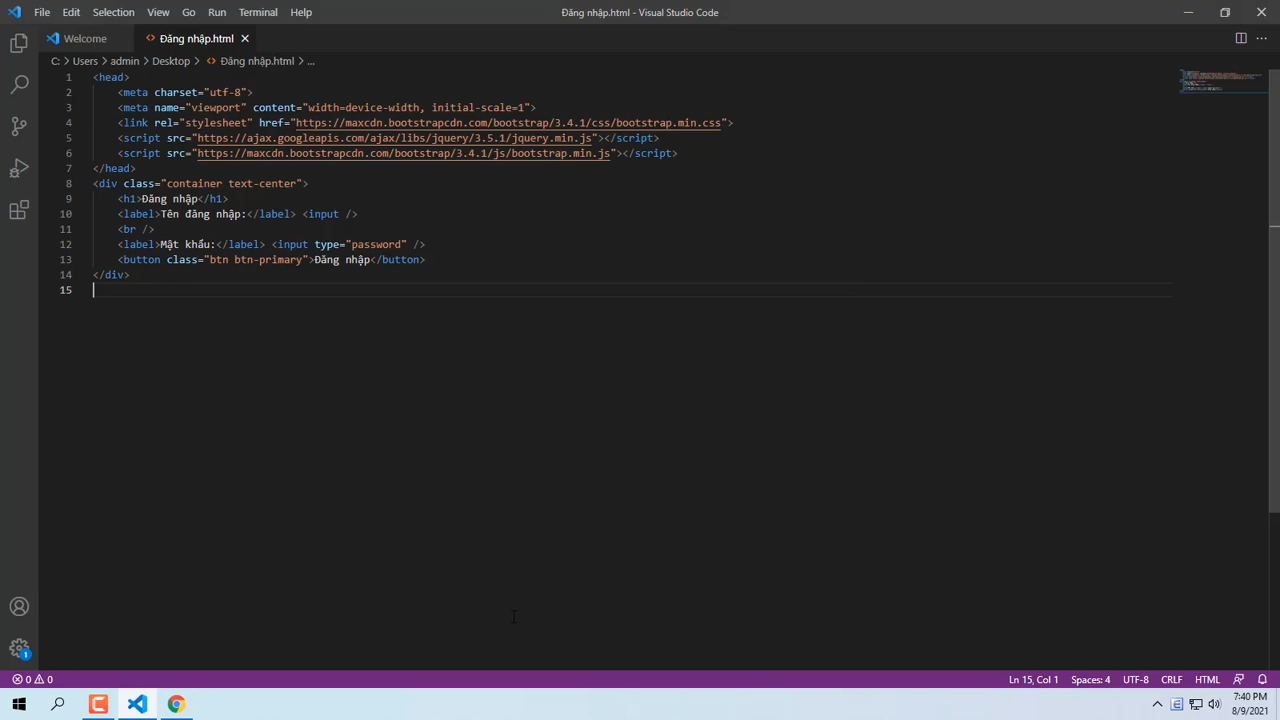 File Edit Selection View Go Run Terminal Help
Đăng nhập.html - Visual Studio Code
Welcome
Đăng nhập.html
C: > Users > admin > Desktop > Đăng nhập.html > ...
1 <head>
2 <meta charset="utf-8">
3 <meta name="viewport" content="width=device-width, initial-scale=1">
4 <link rel="stylesheet" href="https://maxcdn.bootstrapcdn.com/bootstrap/3.4.1/css/bootstrap.min.css">
5 <script src="https://ajax.googleapis.com/ajax/libs/jquery/3.5.1/jquery.min.js"></script>
6 <script src="https://maxcdn.bootstrapcdn.com/bootstrap/3.4.1/js/bootstrap.min.js"></script>
7 </head>
8 <div class="container text-center">
9 <h1>Đăng nhập</h1>
10 <label>Tên đăng nhập:</label> <input />
11 <br />
12 <label>Mật khẩu:</label> <input type="password" />
13 <button class="btn btn-primary">Đăng nhập</button>
14 </div>
15
1
0 0
Ln 15, Col 1 Spaces: 4 UTF-8 CRLF HTML
7:40 PM
8/9/2021